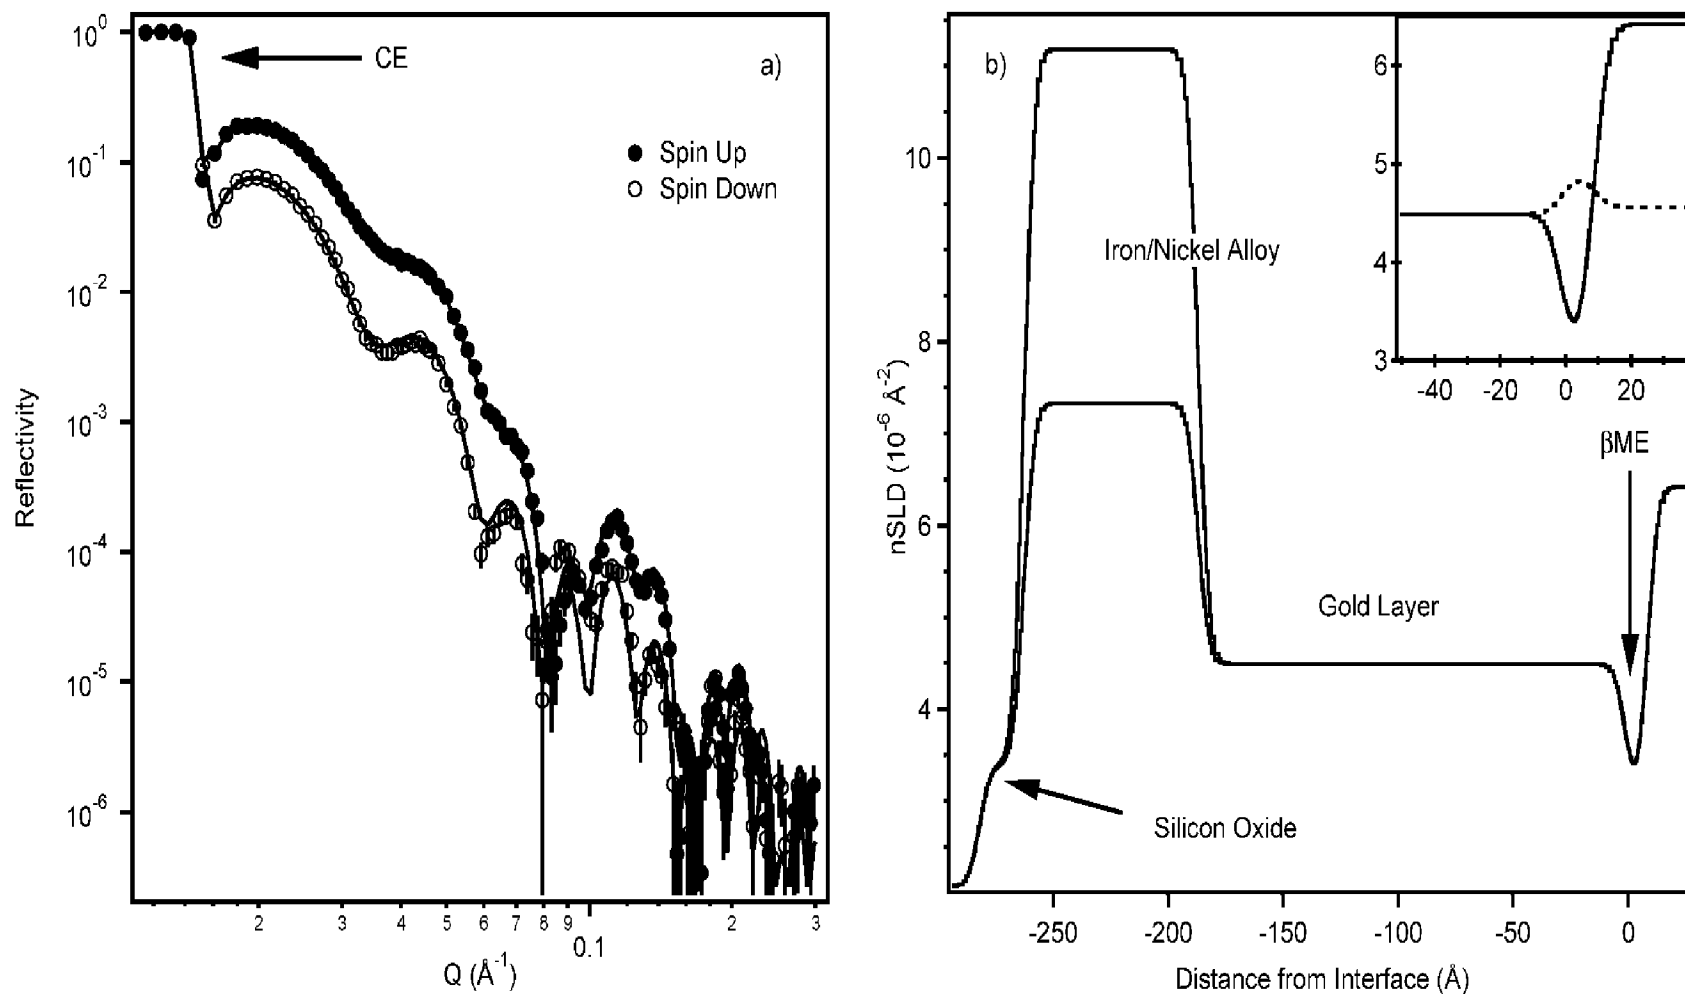 10^0
10^-1
10^-2
10^-3
10^-4
10^-5
10^-6
Reflectivity
CE
a)
Spin Up
Spin Down
2 3 4 5 6 7 8 9 2 3
0.1
Q (Å^-1)
b)
10
8
6
4
nSLD (10^-6 Å^-2)
Iron/Nickel Alloy
Gold Layer
Silicon Oxide
βME
6
5
4
3
-40 -20 0 20
-250 -200 -150 -100 -50 0
Distance from Interface (Å)